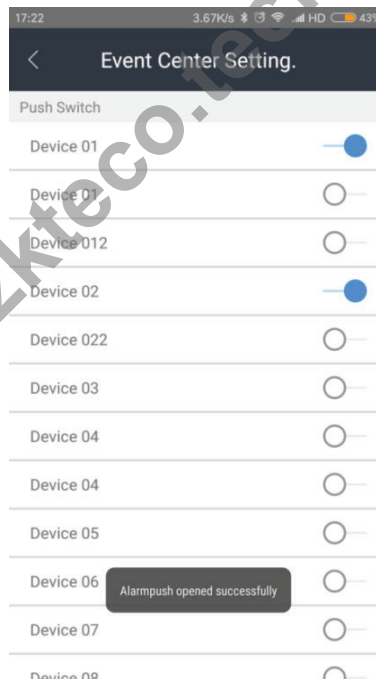 17:22 3.67K/s HD 43%
Event Center Setting.
Push Switch
Device 01
Device 01
Device 012
Device 02
Device 022
Device 03
Device 04
Device 04
Device 05
Device 06
Alarmpush opened successfully
Device 07
Device 08
zkteco.tec